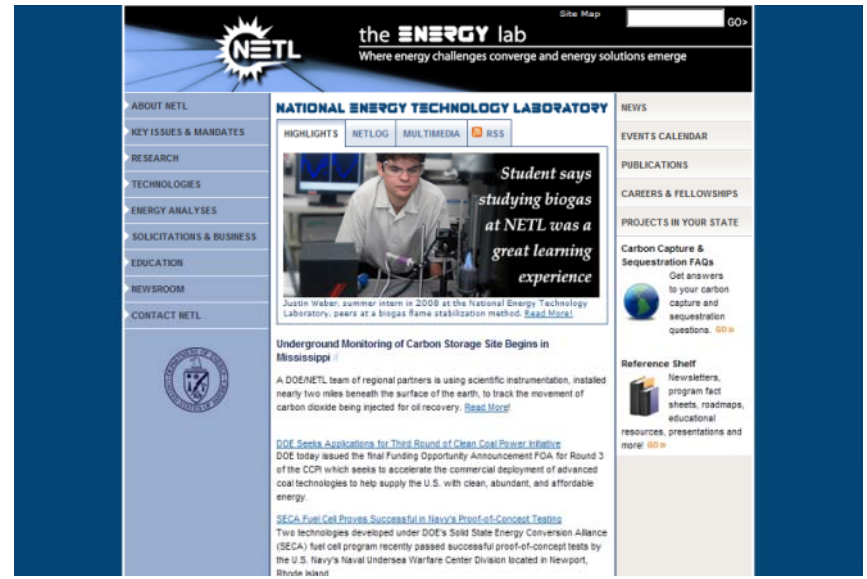 Site Map
GO>
NETL
the ENERGY lab
Where energy challenges converge and energy solutions emerge
ABOUT NETL
KEY ISSUES & MANDATES
RESEARCH
TECHNOLOGIES
ENERGY ANALYSES
SOLICITATIONS & BUSINESS
EDUCATION
NEWSROOM
CONTACT NETL
NATIONAL ENERGY TECHNOLOGY LABORATORY
HIGHLIGHTS NETLOG MULTIMEDIA RSS
Student says
studying biogas
at NETL was a
great learning
experience
Justin Weber, summer intern in 2008 at the National Energy Technology
Laboratory, peers at a biogas flame stabilization method. Read More!
Underground Monitoring of Carbon Storage Site Begins in
Mississippi //
A DOE/NETL team of regional partners is using scientific instrumentation, installed
nearly two miles beneath the surface of the earth, to track the movement of
carbon dioxide being injected for oil recovery. Read More!
DOE Seeks Applications for Third Round of Clean Coal Power Initiative
DOE today issued the final Funding Opportunity Announcement FOA for Round 3
of the CCPI which seeks to accelerate the commercial deployment of advanced
coal technologies to help supply the U.S. with clean, abundant, and affordable
energy.
SECA Fuel Cell Proves Successful in Navy's Proof-of-Concept Testing
Two technologies developed under DOE's Solid State Energy Conversion Alliance
(SECA) fuel cell program recently passed successful proof-of-concept tests by
the U.S. Navy's Naval Undersea Warfare Center Division located in Newport,
Rhode Island.
NEWS
EVENTS CALENDAR
PUBLICATIONS
CAREERS & FELLOWSHIPS
PROJECTS IN YOUR STATE
Carbon Capture &
Sequestration FAQs
Get answers
to your carbon
capture and
sequestration
questions. GO»
Reference Shelf
Newsletters,
program fact
sheets, roadmaps,
educational
resources, presentations and
more! GO»